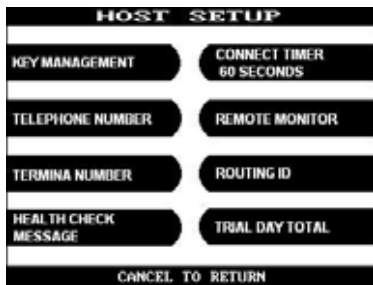 HOST SETUP
KEY MANAGEMENT
CONNECT TIMER
60 SECONDS
TELEPHONE NUMBER
REMOTE MONITOR
TERMINA NUMBER
ROUTING ID
HEALTH CHECK
MESSAGE
TRIAL DAY TOTAL
CANCEL TO RETURN